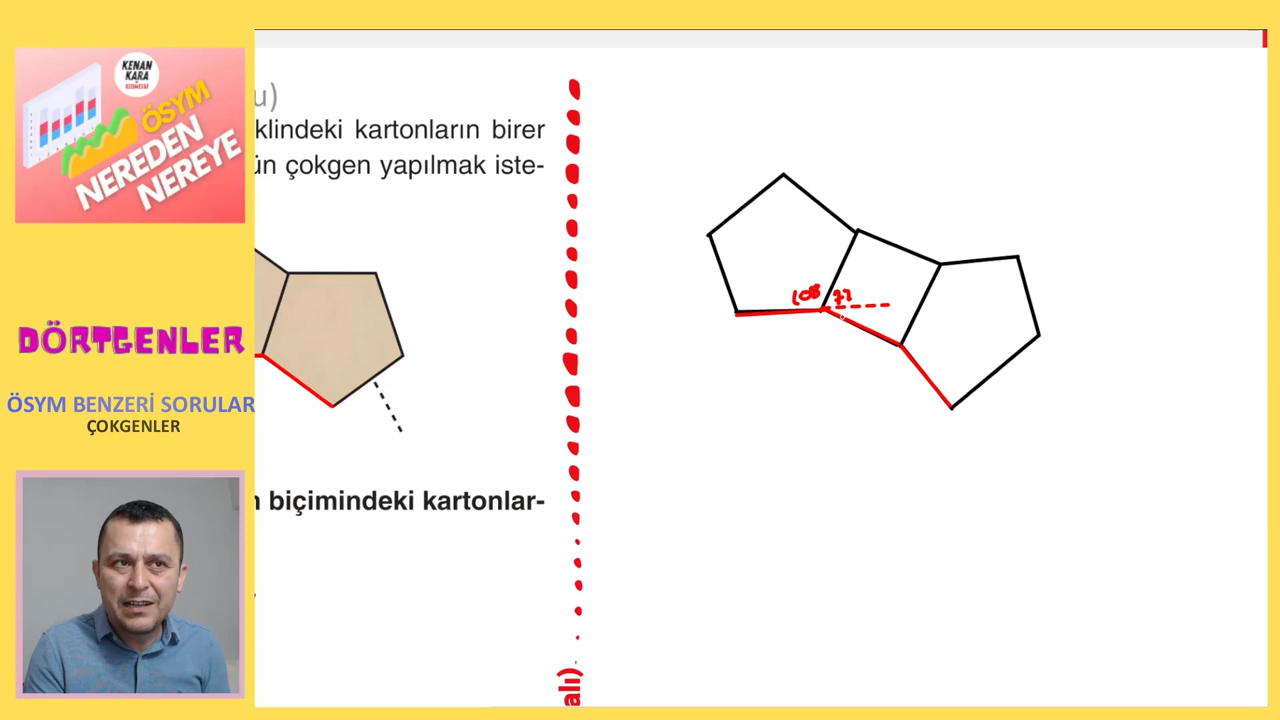 KENAN
KARA
ÖSYM
NEREDEN
NEREYE
DÖRTGENLER
ÖSYM BENZERİ SORULAR
ÇOKGENLER
u)
klindeki kartonların birer
ün çokgen yapılmak iste-
biçimindeki kartonlar-
alı)
108 72